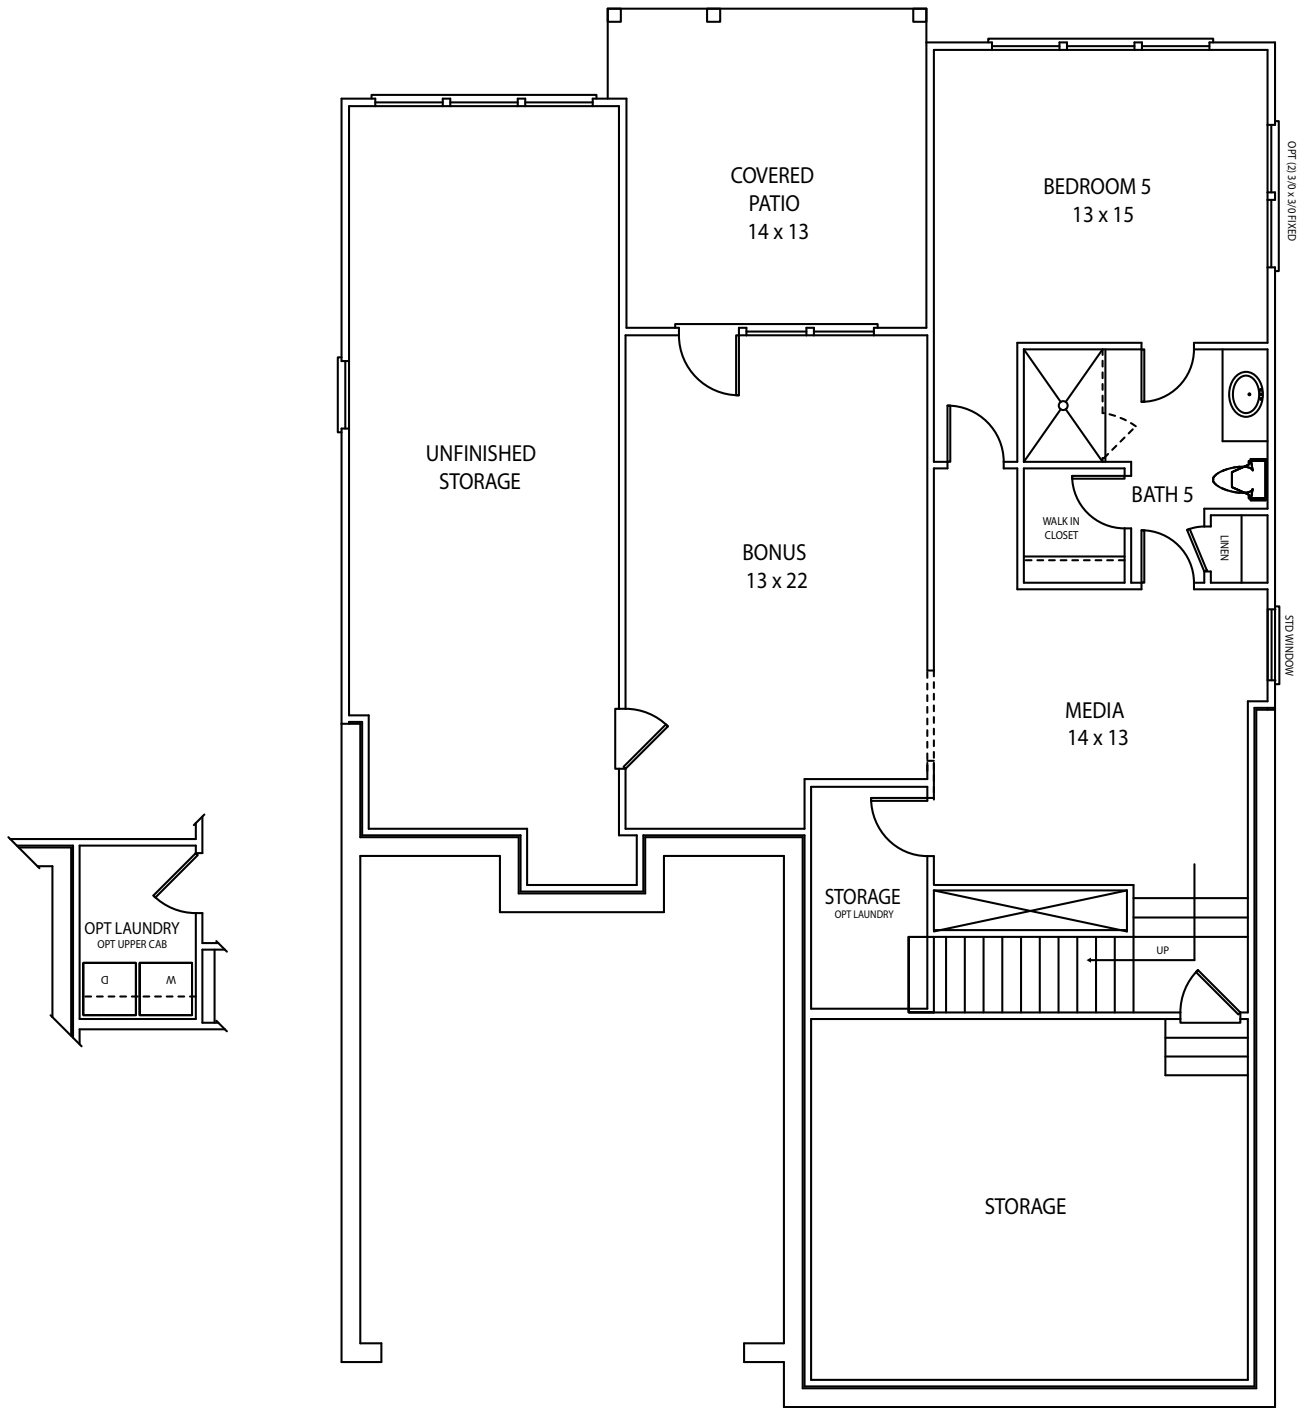 COVERED
PATIO
14 x 13
BEDROOM 5
13 x 15
OPT (2) 3/0 x 3/0 FIXED
UNFINISHED
STORAGE
BATH 5
WALK IN
CLOSET
LINEN
BONUS
13 x 22
STD WINDOW
MEDIA
14 x 13
STORAGE
OPT LAUNDRY
UP
OPT LAUNDRY
OPT UPPER CAB
D
W
STORAGE